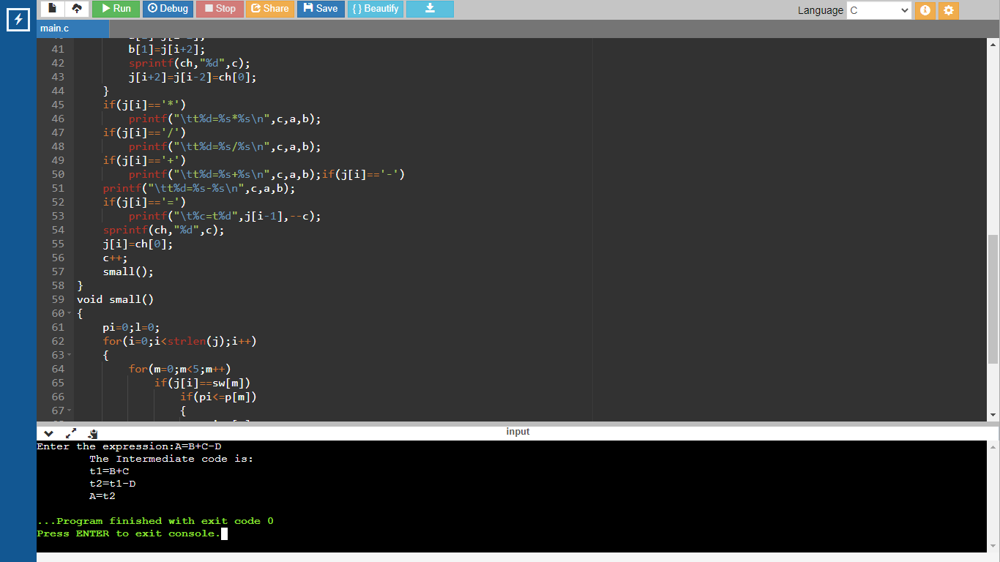 Run Debug Stop Share Save { } Beautify Language C
main.c
41 b[1]=j[i+2];
42 sprintf(ch,"%d",c);
43 j[i+2]=j[i-2]=ch[0];
44 }
45 if(j[i]=='*')
46 printf("\tt%d=%s*%s\n",c,a,b);
47 if(j[i]=='/')
48 printf("\tt%d=%s/%s\n",c,a,b);
49 if(j[i]=='+')
50 printf("\tt%d=%s+%s\n",c,a,b);if(j[i]=='-')
51 printf("\tt%d=%s-%s\n",c,a,b);
52 if(j[i]=='=')
53 printf("\t%c=t%d",j[i-1],--c);
54 sprintf(ch,"%d",c);
55 j[i]=ch[0];
56 c++;
57 small();
58 }
59 void small()
60 {
61 pi=0;l=0;
62 for(i=0;i<strlen(j);i++)
63 {
64 for(m=0;m<5;m++)
65 if(j[i]==sw[m])
66 if(pi<=p[m])
67 {
input
Enter the expression:A=B+C-D
The Intermediate code is:
t1=B+C
t2=t1-D
A=t2
...Program finished with exit code 0
Press ENTER to exit console.